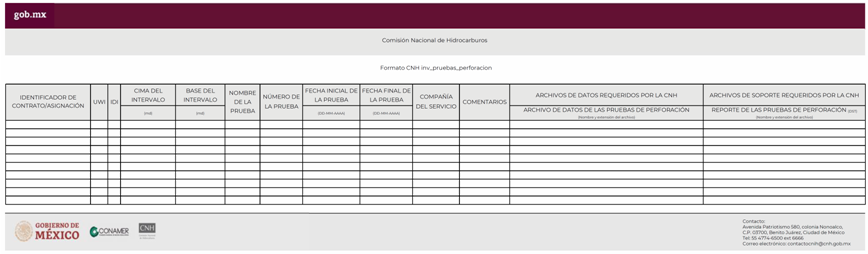 gob.mx
Comisión Nacional de Hidrocarburos
Formato CNH inv_pruebas_perforacion
IDENTIFICADOR DE CONTRATO/ASIGNACIÓN
UWI
IDI
CIMA DEL INTERVALO
(md)
BASE DEL INTERVALO
(md)
NOMBRE DE LA PRUEBA
NÚMERO DE LA PRUEBA
FECHA INICIAL DE LA PRUEBA
(DD-MM-AAAA)
FECHA FINAL DE LA PRUEBA
(DD-MM-AAAA)
COMPAÑÍA DEL SERVICIO
COMENTARIOS
ARCHIVOS DE DATOS REQUERIDOS POR LA CNH
ARCHIVO DE DATOS DE LAS PRUEBAS DE PERFORACIÓN
(Nombre y extensión del archivo)
ARCHIVOS DE SOPORTE REQUERIDOS POR LA CNH
REPORTE DE LAS PRUEBAS DE PERFORACIÓN
(Nombre y extensión del archivo)
GOBIERNO DE
MÉXICO
CONAMER
CNH
Contacto:
Avenida Patriotismo 580, colonia Nonoalco,
C.P. 03700, Benito Juárez, Ciudad de México
Tel: 55 4774-6500 ext 6666
Correo electrónico: contactocnh@cnh.gob.mx